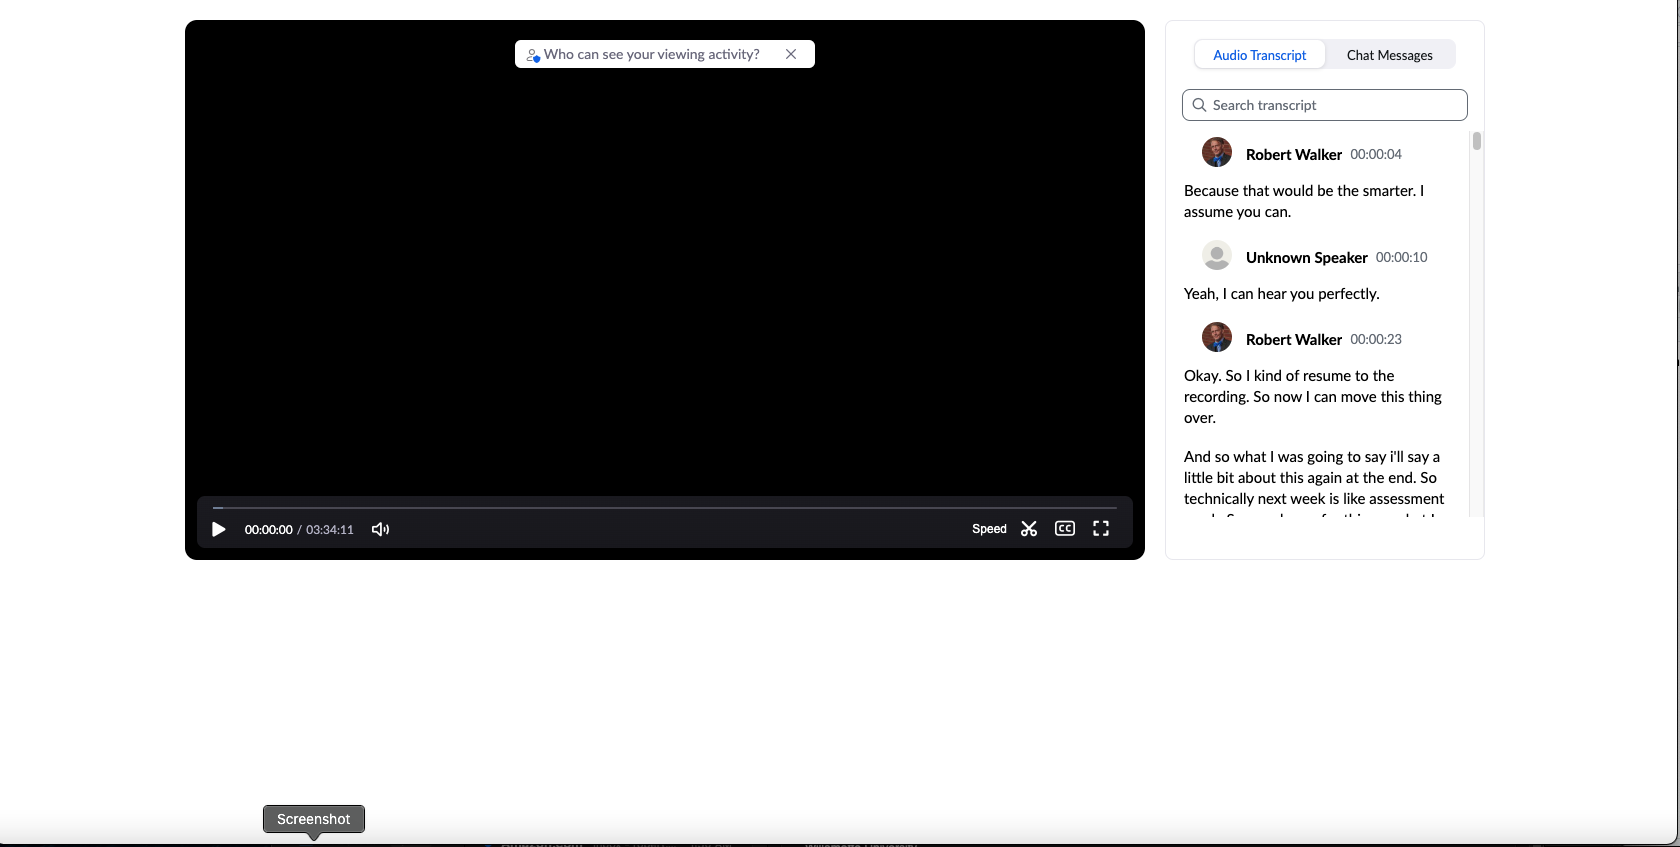 Who can see your viewing activity?
00:00:00 / 03:34:11
Speed
CC
Audio Transcript
Chat Messages
Search transcript
Robert Walker 00:00:04
Because that would be the smarter. I
assume you can.
Unknown Speaker 00:00:10
Yeah, I can hear you perfectly.
Robert Walker 00:00:23
Okay. So I kind of resume to the
recording. So now I can move this thing
over.
And so what I was going to say i'll say a
little bit about this again at the end. So
technically next week is like assessment
Screenshot